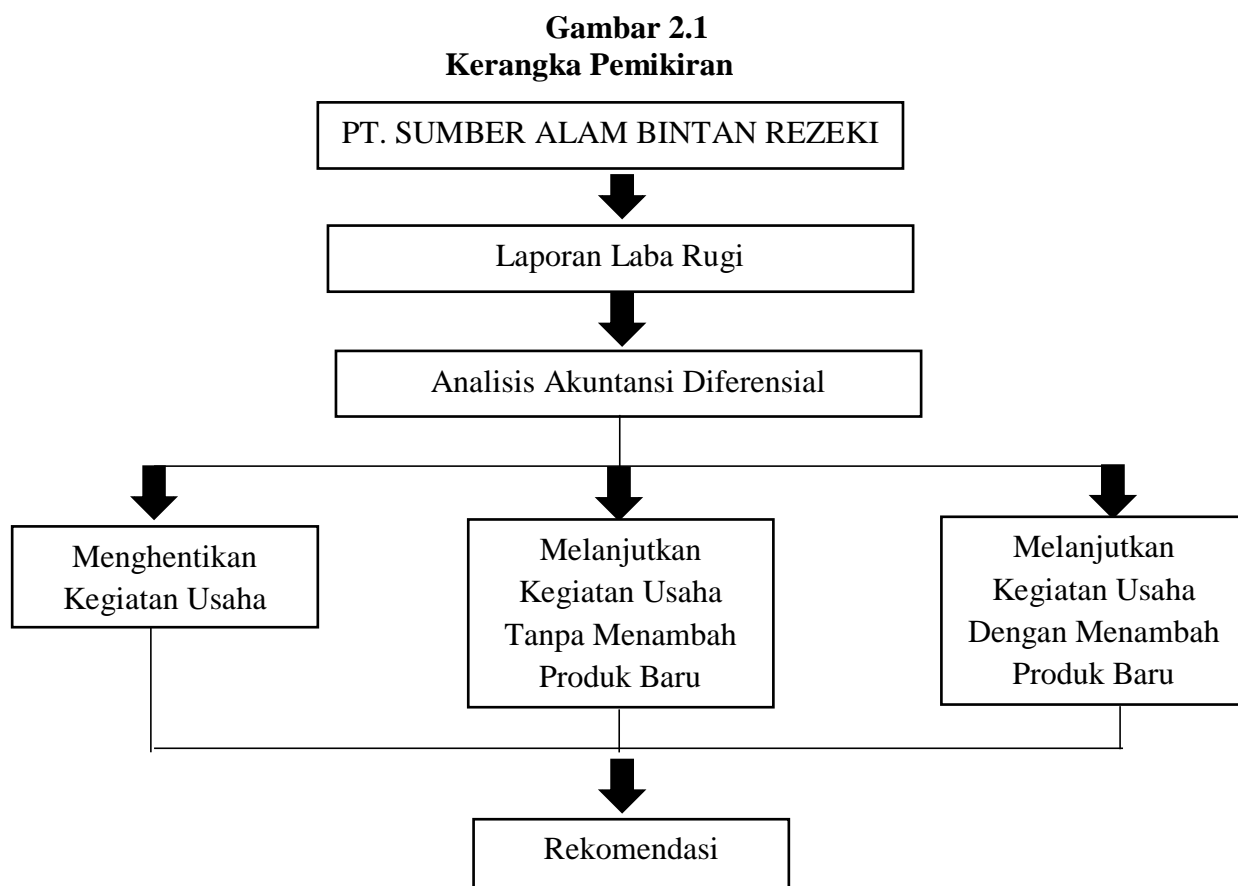 Gambar 2.1
Kerangka Pemikiran
PT. SUMBER ALAM BINTAN REZEKI
Laporan Laba Rugi
Analisis Akuntansi Diferensial
Menghentikan
Kegiatan Usaha
Melanjutkan
Kegiatan Usaha
Tanpa Menambah
Produk Baru
Melanjutkan
Kegiatan Usaha
Dengan Menambah
Produk Baru
Rekomendasi